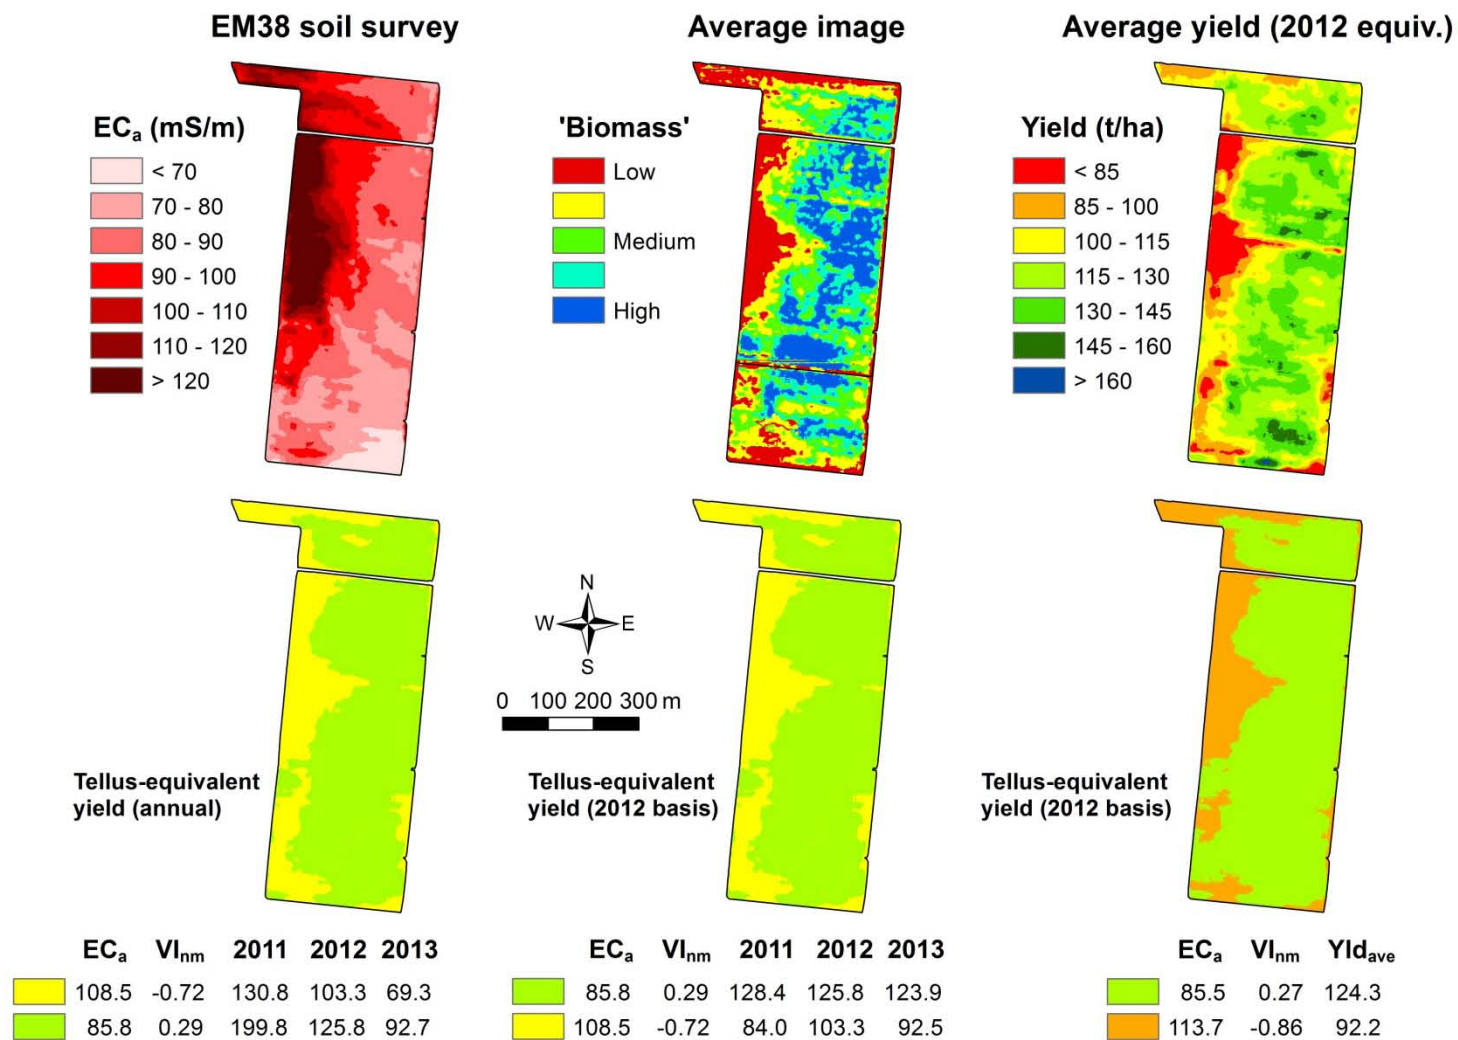 EM38 soil survey
Average image
Average yield (2012 equiv.)
ECa (mS/m)
< 70
70 - 80
80 - 90
90 - 100
100 - 110
110 - 120
> 120
'Biomass'
Low
Medium
High
Yield (t/ha)
< 85
85 - 100
100 - 115
115 - 130
130 - 145
145 - 160
> 160
N
W E
S
0 100 200 300 m
Tellus-equivalent
yield (annual)
Tellus-equivalent
yield (2012 basis)
Tellus-equivalent
yield (2012 basis)
ECa VInm 2011 2012 2013
108.5 -0.72 130.8 103.3 69.3
85.8 0.29 199.8 125.8 92.7
ECa VInm 2011 2012 2013
85.8 0.29 128.4 125.8 123.9
108.5 -0.72 84.0 103.3 92.5
ECa VInm Yldave
85.5 0.27 124.3
113.7 -0.86 92.2